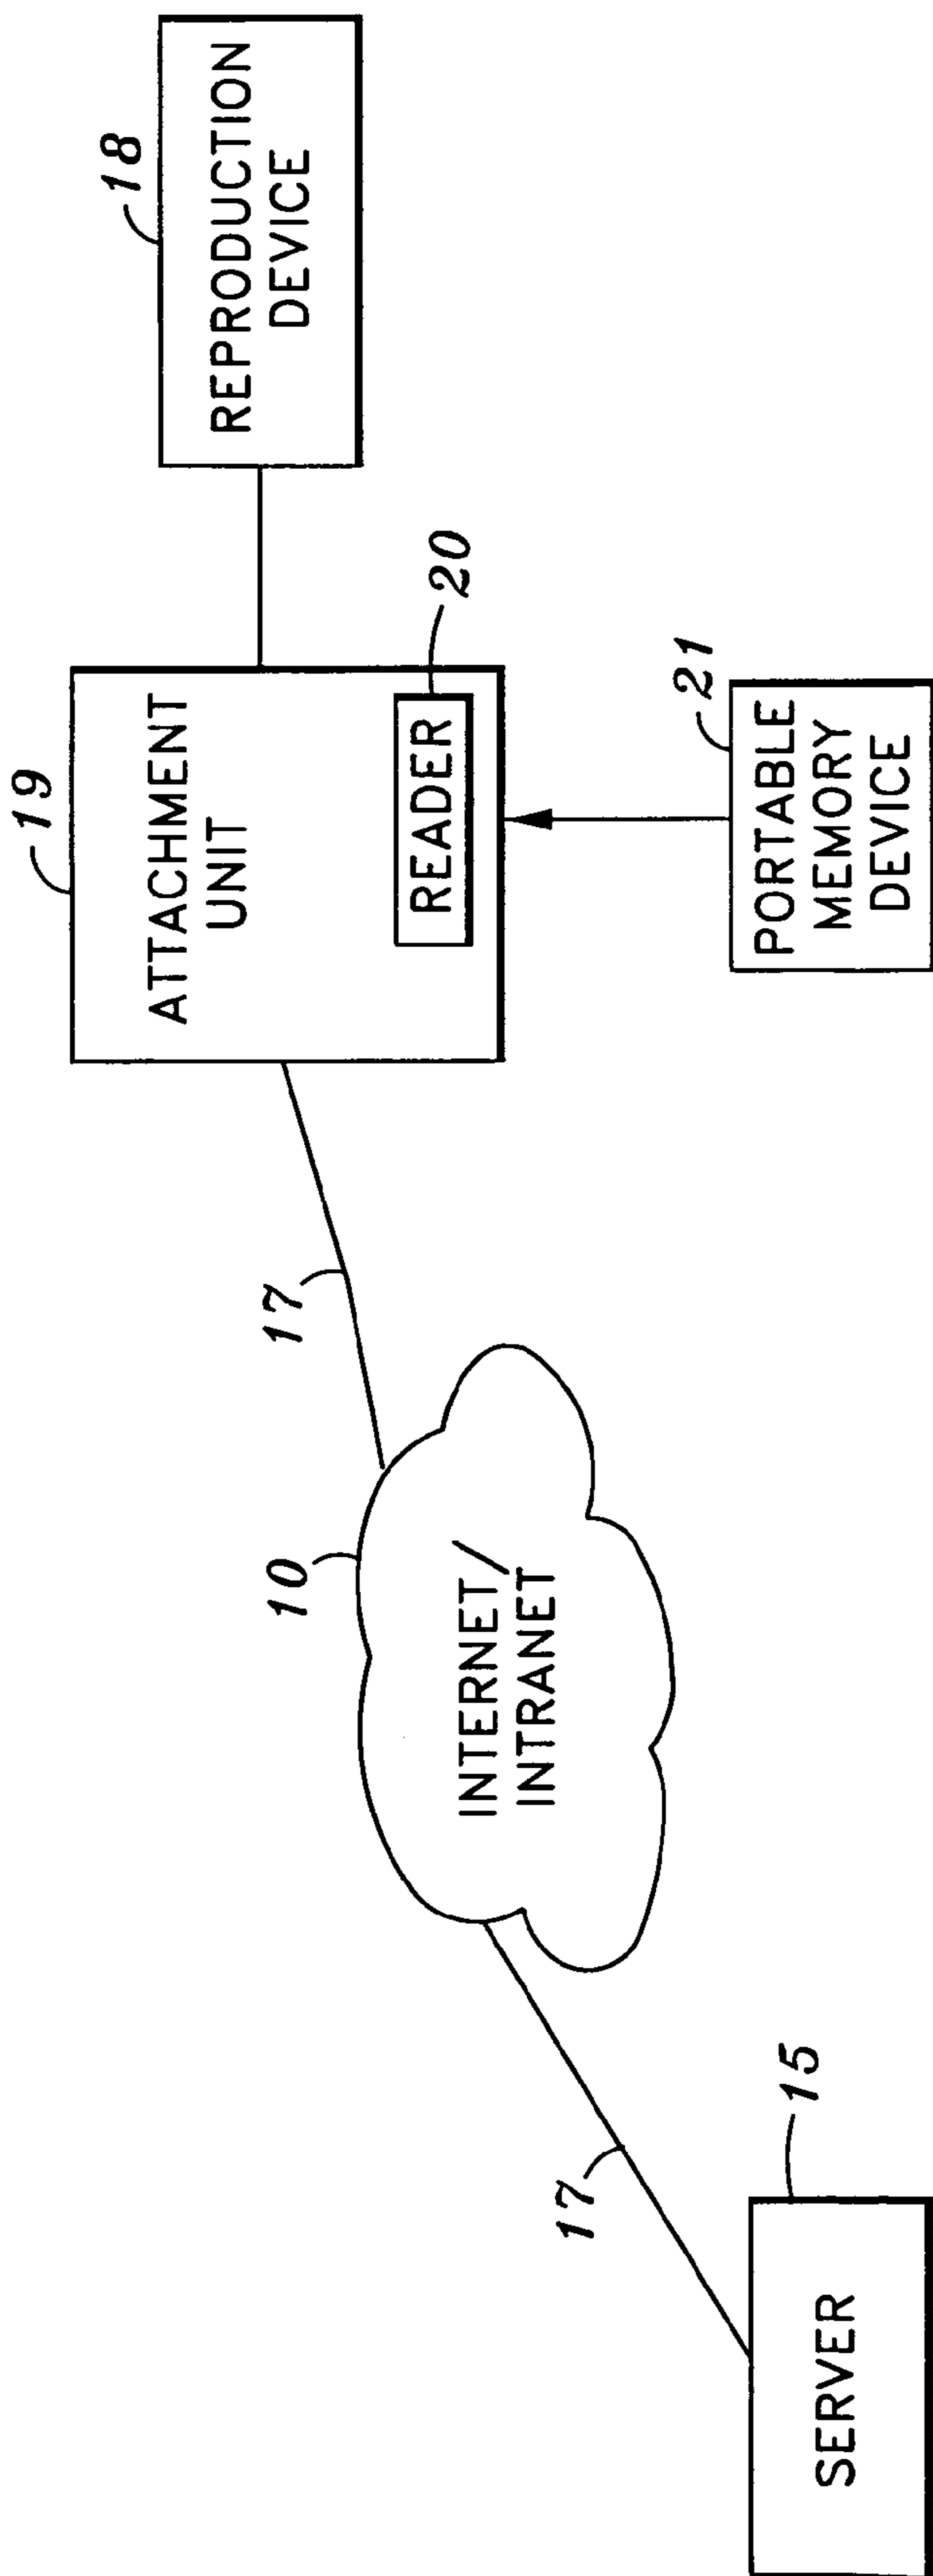 18
REPRODUCTION
DEVICE
19
ATTACHMENT
UNIT
20
READER
21
PORTABLE
MEMORY
DEVICE
17
10
INTERNET/
INTRANET
17
15
SERVER